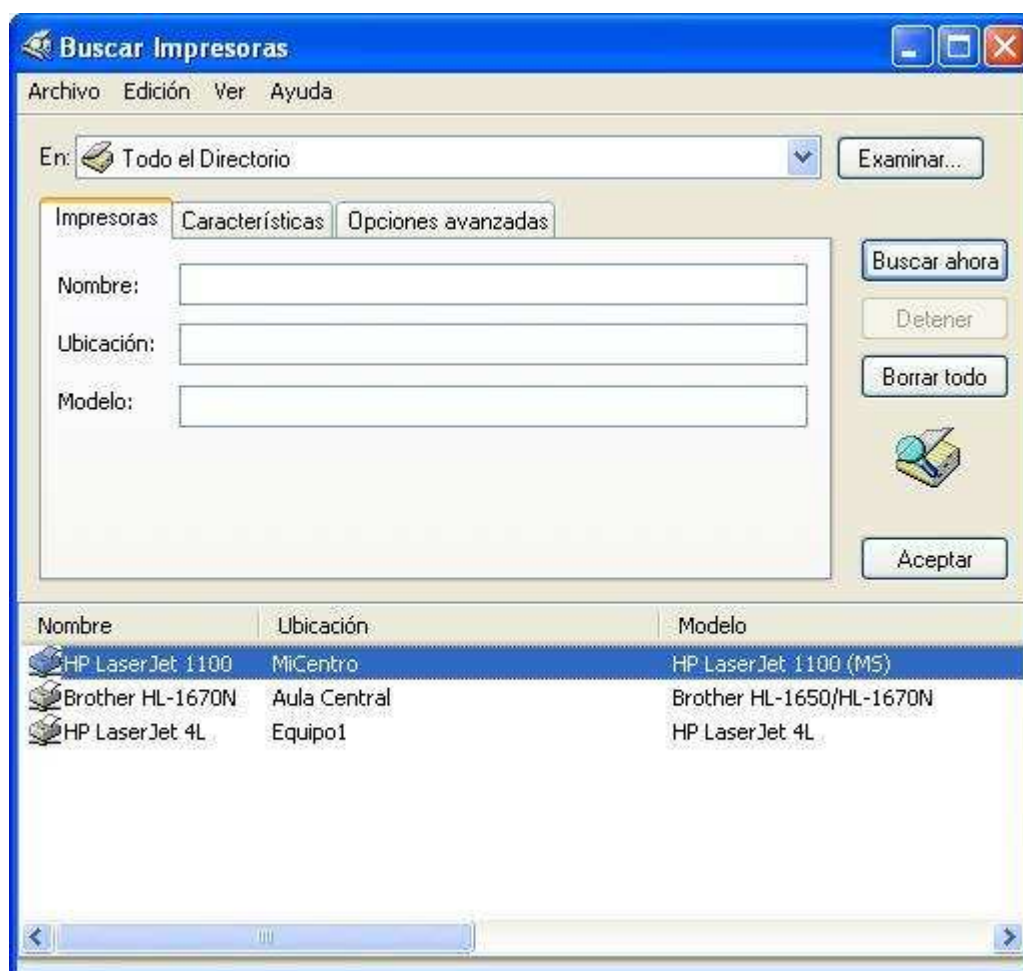 Buscar Impresoras
Archivo Edición Ver Ayuda
En: Todo el Directorio Examinar...
Impresoras Características Opciones avanzadas
Buscar ahora
Nombre:
Detener
Ubicación:
Borrar todo
Modelo:
Aceptar
Nombre Ubicación Modelo
HP LaserJet 1100 MiCentro HP LaserJet 1100 (MS)
Brother HL-1670N Aula Central Brother HL-1650/HL-1670N
HP LaserJet 4L Equipo1 HP LaserJet 4L